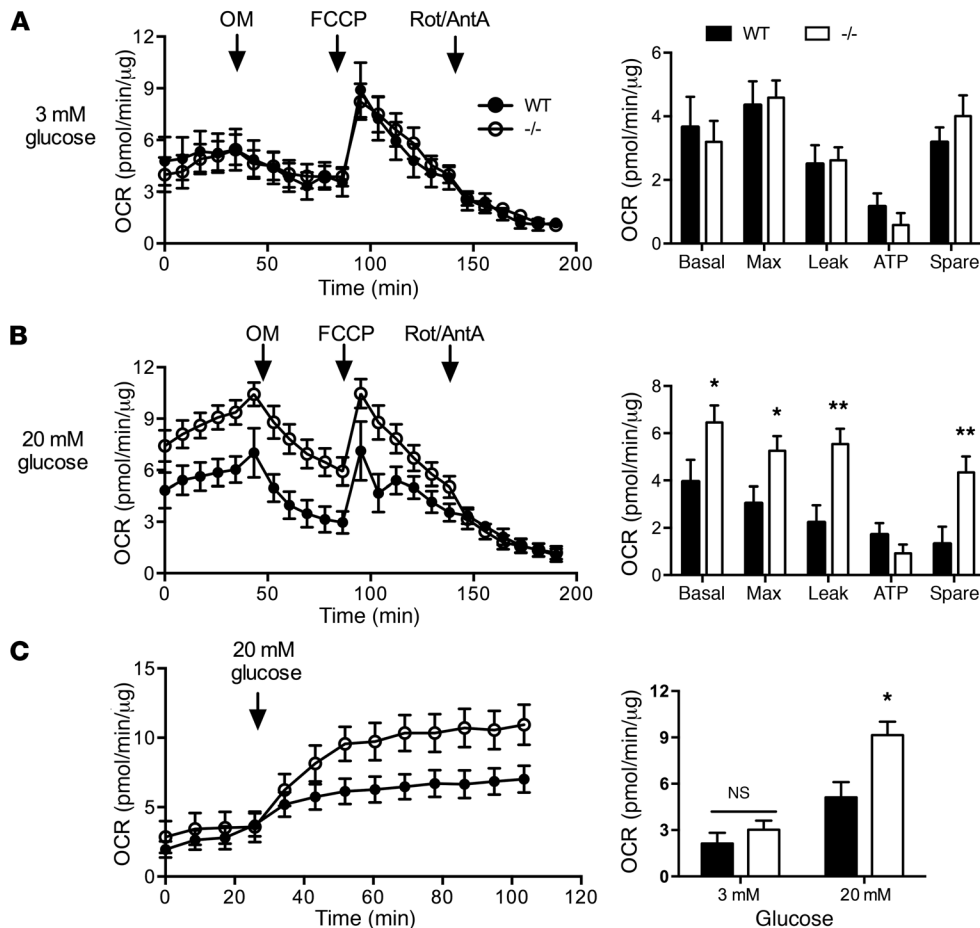 A
3 mM
glucose
OM
FCCP
Rot/AntA
OCR (pmol/min/µg)
12
9
6
3
0
WT
-/-
0
50
100
150
200
Time (min)
WT
-/-
OCR (pmol/min/µg)
6
4
2
0
Basal
Max
Leak
ATP
Spare
B
20 mM
glucose
OM
FCCP
Rot/AntA
OCR (pmol/min/µg)
12
9
6
3
0
0
50
100
150
200
Time (min)
OCR (pmol/min/µg)
8
6
4
2
0
*
*
**
**
Basal
Max
Leak
ATP
Spare
C
20 mM
glucose
OCR (pmol/min/µg)
15
10
5
0
0
20
40
60
80
100
120
Time (min)
OCR (pmol/min/µg)
12
9
6
3
0
NS
*
3 mM
20 mM
Glucose